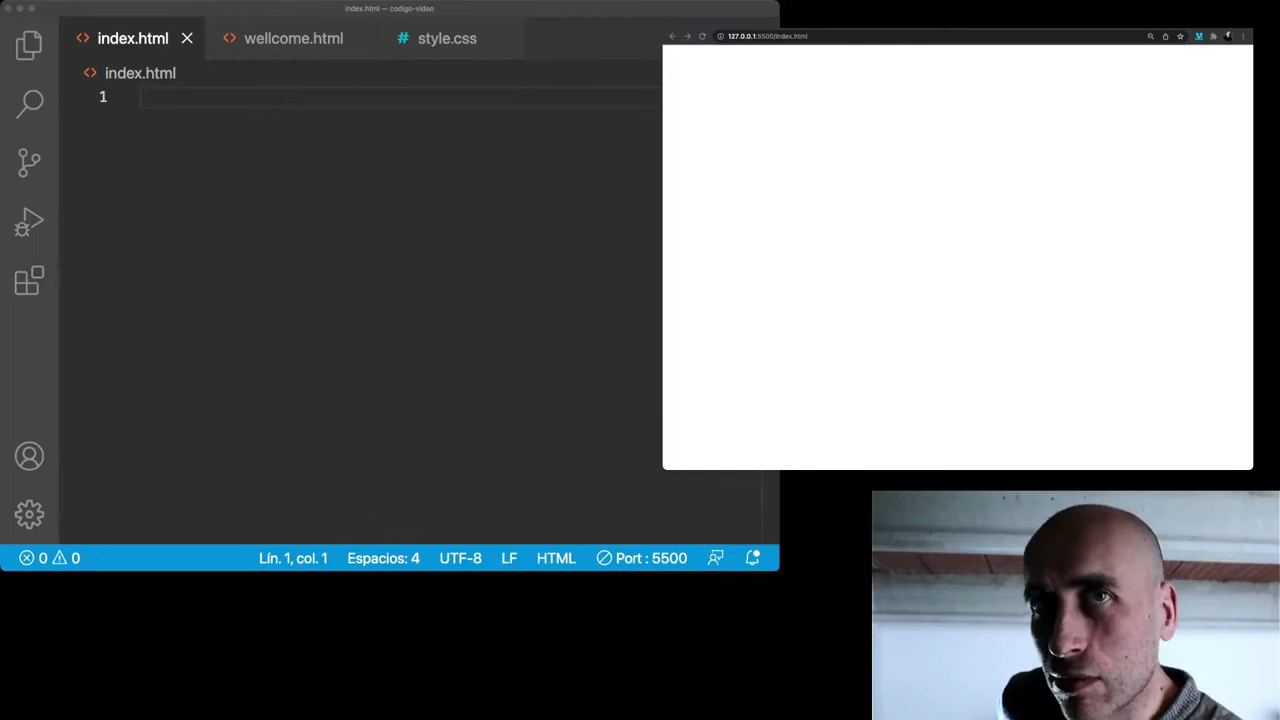 index.html — codigo-video
index.html
wellcome.html
# style.css
index.html
1
127.0.0.1:5500/index.html
0 0
Lín. 1, col. 1
Espacios: 4
UTF-8
LF
HTML
Port : 5500